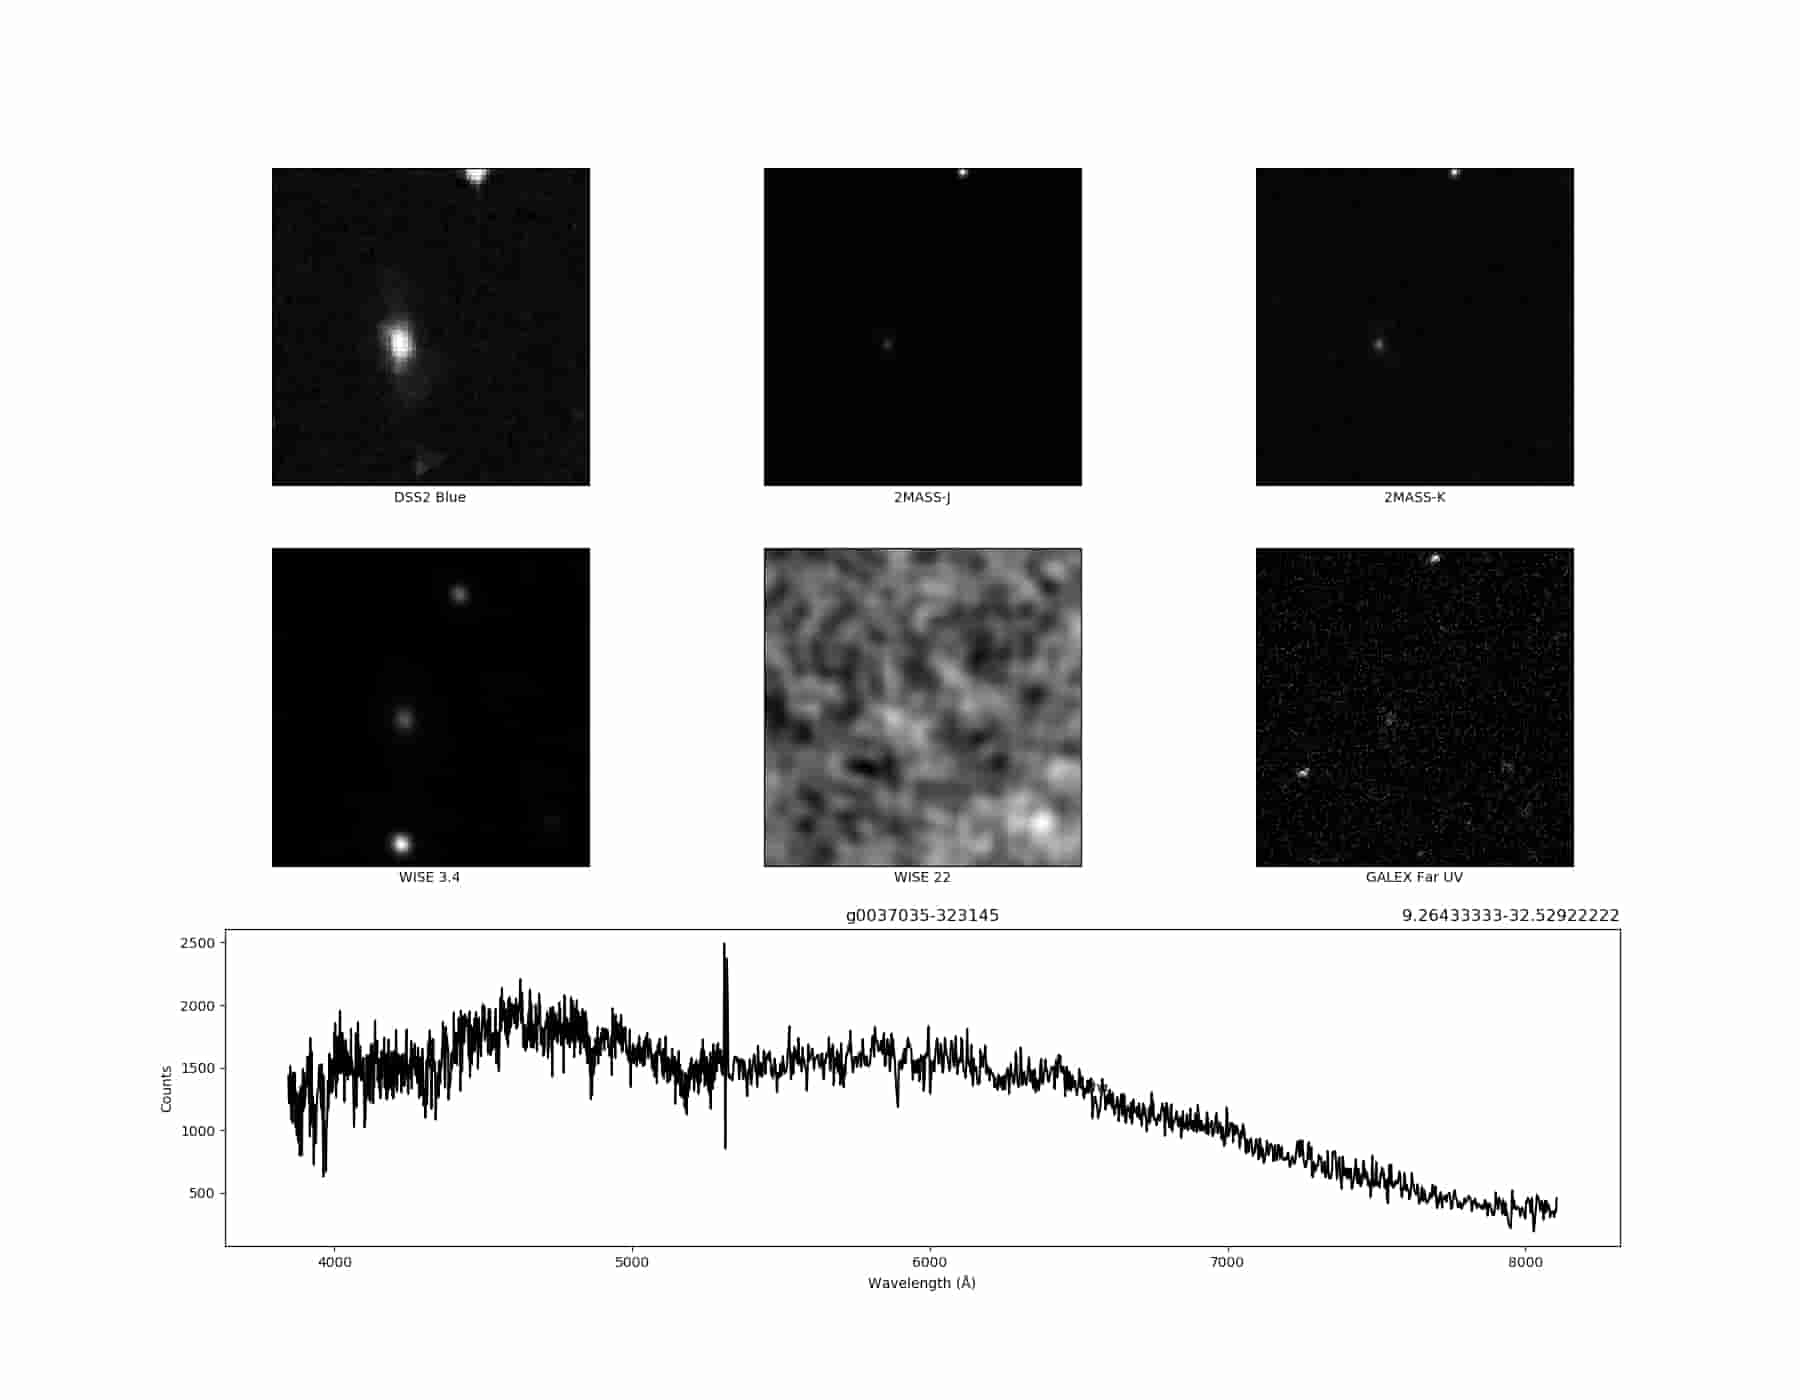 DSS2 Blue
2MASS-J
2MASS-K
WISE 3.4
WISE 22
GALEX Far UV
g0037035-323145
9.26433333-32.52922222
Counts
2500
2000
1500
1000
500
4000
5000
6000
7000
8000
Wavelength (Å)